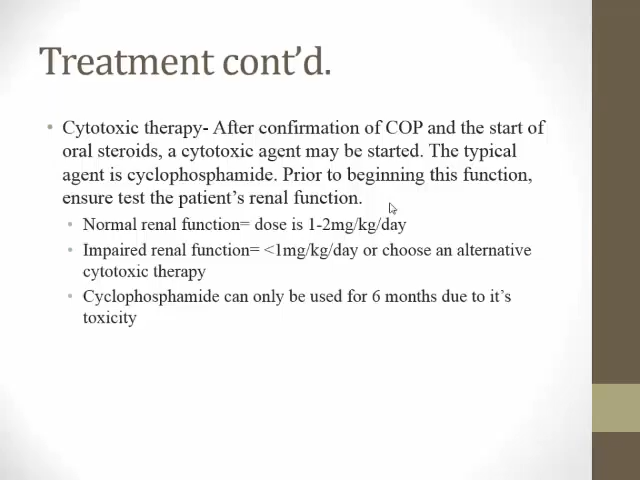 Treatment cont'd.
Cytotoxic therapy- After confirmation of COP and the start of
oral steroids, a cytotoxic agent may be started. The typical
agent is cyclophosphamide. Prior to beginning this function,
ensure test the patient's renal function.
Normal renal function= dose is 1-2mg/kg/day
Impaired renal function= <1mg/kg/day or choose an alternative
cytotoxic therapy
Cyclophosphamide can only be used for 6 months due to it's
toxicity